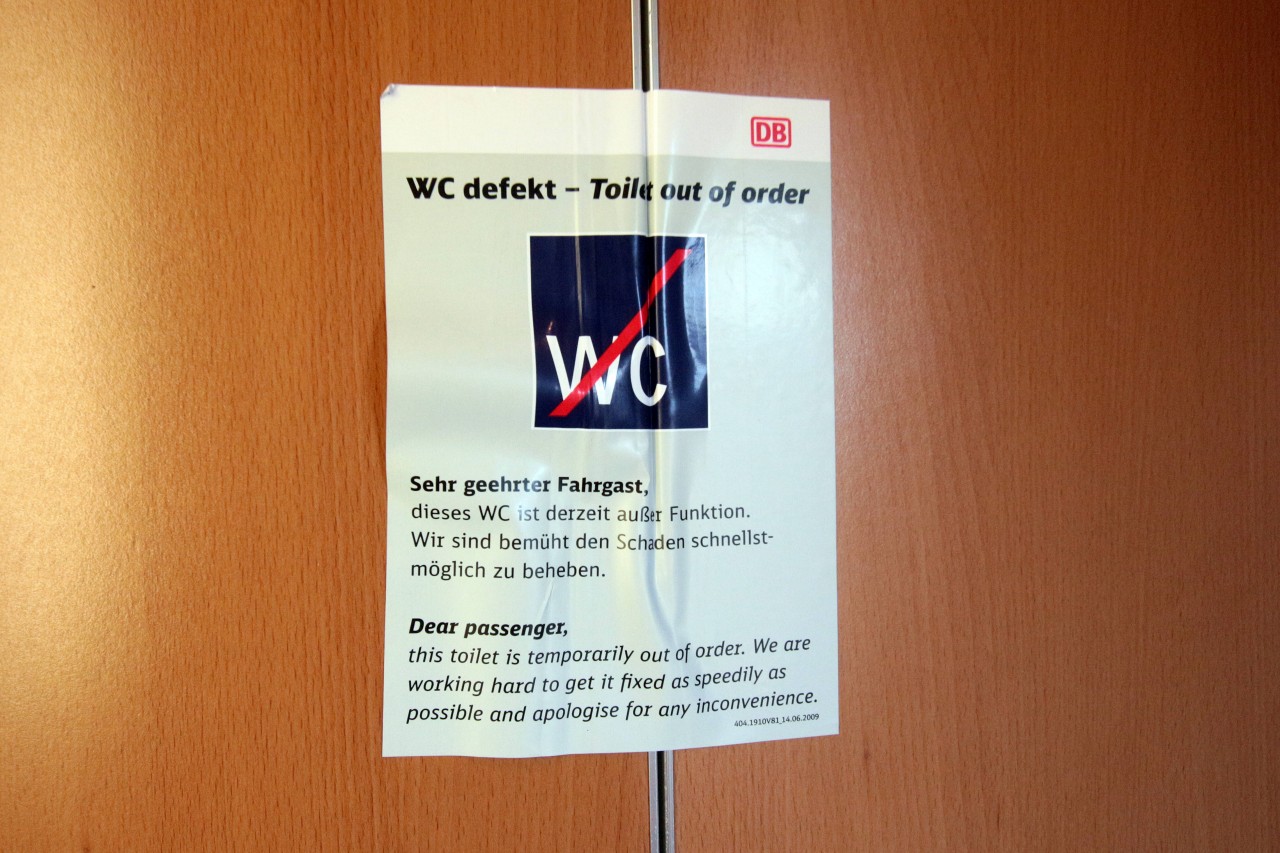 DB
WC defekt – Toilet out of order
WC
Sehr geehrter Fahrgast,
dieses WC ist derzeit außer Funktion.
Wir sind bemüht den Schaden schnellst-
möglich zu beheben.
Dear passenger,
this toilet is temporarily out of order. We are
working hard to get it fixed as speedily as
possible and apologise for any inconvenience.
404.1910V81_14.06.2009